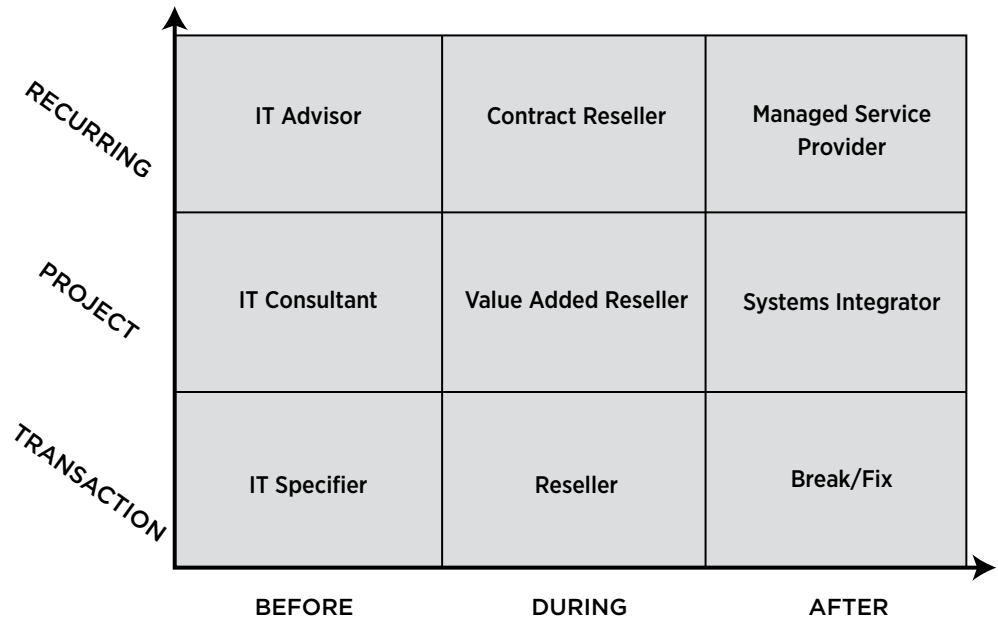 RECURRING
IT Advisor
Contract Reseller
Managed Service
Provider
PROJECT
IT Consultant
Value Added Reseller
Systems Integrator
TRANSACTION
IT Specifier
Reseller
Break/Fix
BEFORE
DURING
AFTER